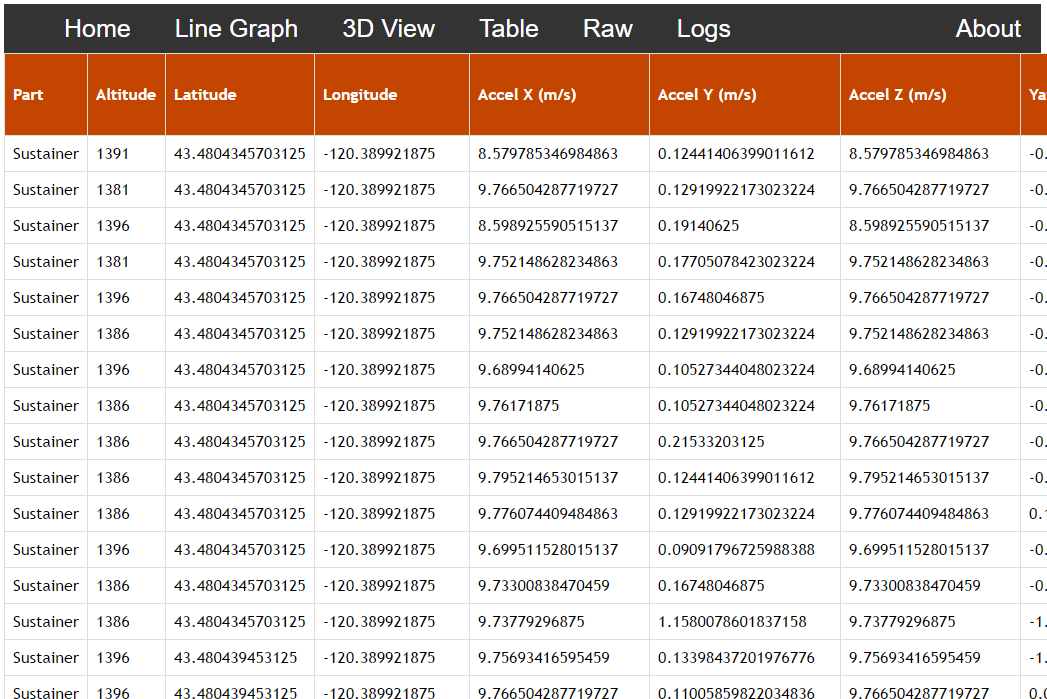 Home Line Graph 3D View Table Raw Logs About
Part Altitude Latitude Longitude Accel X (m/s) Accel Y (m/s) Accel Z (m/s) Ya
Sustainer 1391 43.4804345703125 -120.389921875 8.579785346984863 0.12441406399011612 8.579785346984863 -0.
Sustainer 1381 43.4804345703125 -120.389921875 9.766504287719727 0.12919922173023224 9.766504287719727 -0.
Sustainer 1396 43.4804345703125 -120.389921875 8.598925590515137 0.19140625 8.598925590515137 -0.
Sustainer 1381 43.4804345703125 -120.389921875 9.752148628234863 0.17705078423023224 9.752148628234863 -0.
Sustainer 1396 43.4804345703125 -120.389921875 9.766504287719727 0.16748046875 9.766504287719727 -0.
Sustainer 1386 43.4804345703125 -120.389921875 9.752148628234863 0.12919922173023224 9.752148628234863 -0.
Sustainer 1396 43.4804345703125 -120.389921875 9.68994140625 0.10527344048023224 9.68994140625 -0.
Sustainer 1386 43.4804345703125 -120.389921875 9.76171875 0.10527344048023224 9.76171875 -0.
Sustainer 1386 43.4804345703125 -120.389921875 9.766504287719727 0.21533203125 9.766504287719727 -0.
Sustainer 1386 43.4804345703125 -120.389921875 9.795214653015137 0.12441406399011612 9.795214653015137 -0.
Sustainer 1386 43.4804345703125 -120.389921875 9.776074409484863 0.12919922173023224 9.776074409484863 0.
Sustainer 1396 43.4804345703125 -120.389921875 9.699511528015137 0.09091796725988388 9.699511528015137 -0.
Sustainer 1386 43.4804345703125 -120.389921875 9.73300838470459 0.16748046875 9.73300838470459 -0.
Sustainer 1386 43.4804345703125 -120.389921875 9.73779296875 1.1580078601837158 9.73779296875 -1.
Sustainer 1396 43.480439453125 -120.389921875 9.75693416595459 0.13398437201976776 9.75693416595459 -1.
Sustainer 1396 43.480439453125 -120.389921875 9.766504287719727 0.11005859822034836 9.766504287719727 0.